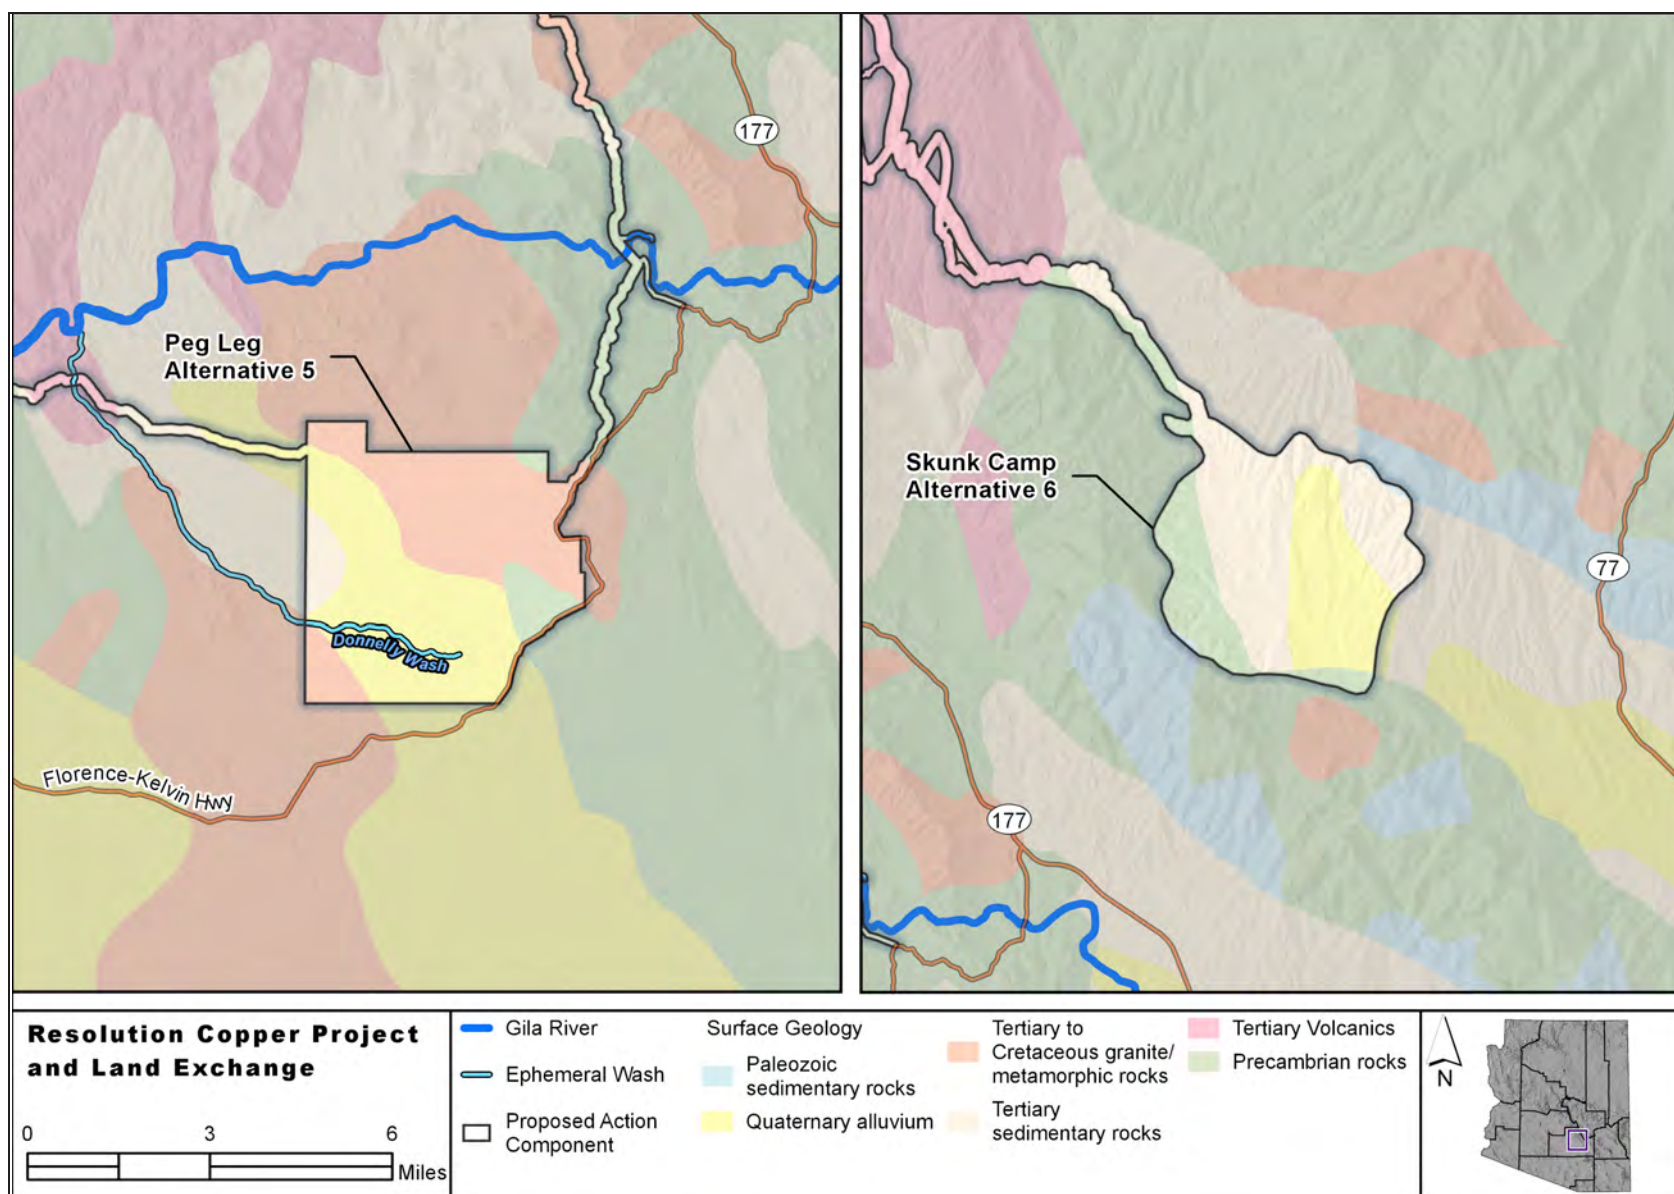 177
Peg Leg
Alternative 5
Donnelly Wash
Florence-Kelvin Hwy
Skunk Camp
Alternative 6
77
177
Resolution Copper Project
and Land Exchange
0 3 6
Miles
Gila River
Ephemeral Wash
Proposed Action
Component
Surface Geology
Paleozoic
sedimentary rocks
Quaternary alluvium
Tertiary to
Cretaceous granite/
metamorphic rocks
Tertiary
sedimentary rocks
Tertiary Volcanics
Precambrian rocks
N